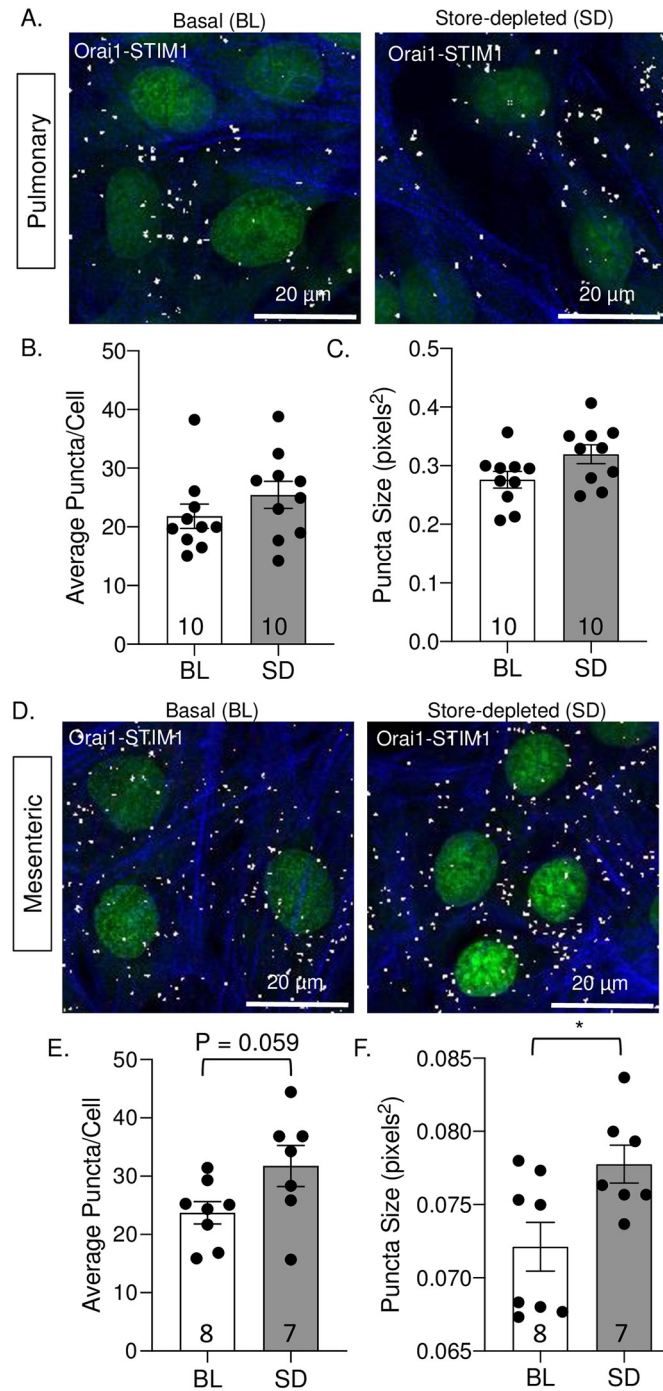 A.
Basal (BL)
Store-depleted (SD)
Pulmonary
Orai1-STIM1
Orai1-STIM1
20 μm
20 μm
B.
Average Puncta/Cell
50
40
30
20
10
0
10
10
BL
SD
C.
Puncta Size (pixels²)
0.5
0.4
0.3
0.2
0.1
0.0
10
10
BL
SD
D.
Basal (BL)
Store-depleted (SD)
Mesenteric
Orai1-STIM1
Orai1-STIM1
20 μm
20 μm
E.
P = 0.059
Average Puncta/Cell
50
40
30
20
10
0
8
7
BL
SD
F.
*
Puncta Size (pixels²)
0.085
0.080
0.075
0.070
0.065
8
7
BL
SD